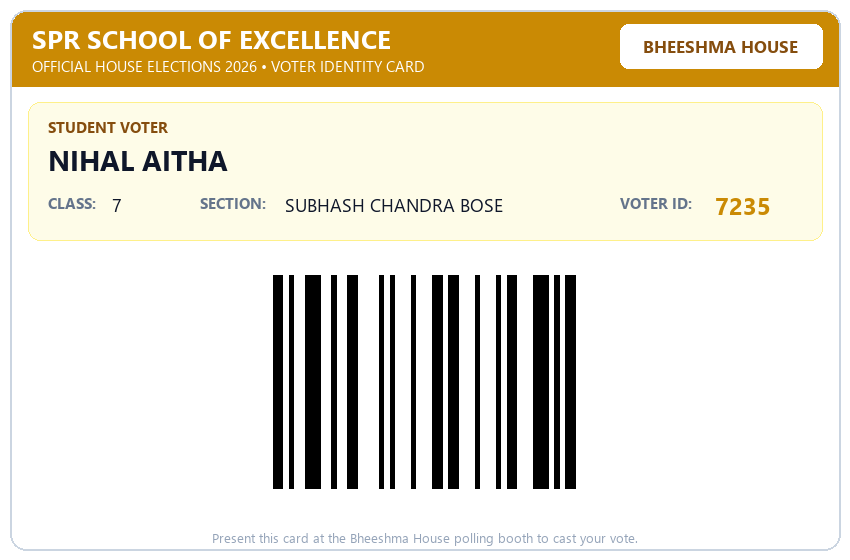 SPR SCHOOL OF EXCELLENCE
OFFICIAL HOUSE ELECTIONS 2026 • VOTER IDENTITY CARD
BHEESHMA HOUSE
STUDENT VOTER
NIHAL AITHA
CLASS: 7 SECTION: SUBHASH CHANDRA BOSE VOTER ID: 7235
Present this card at the Bheeshma House polling booth to cast your vote.